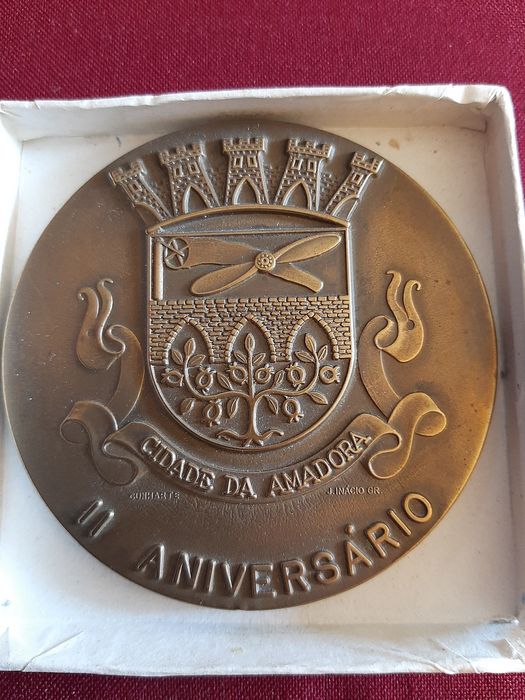 CIDADE DA AMADORA
J. INÁCIO GR.
II ANIVERSÁRIO